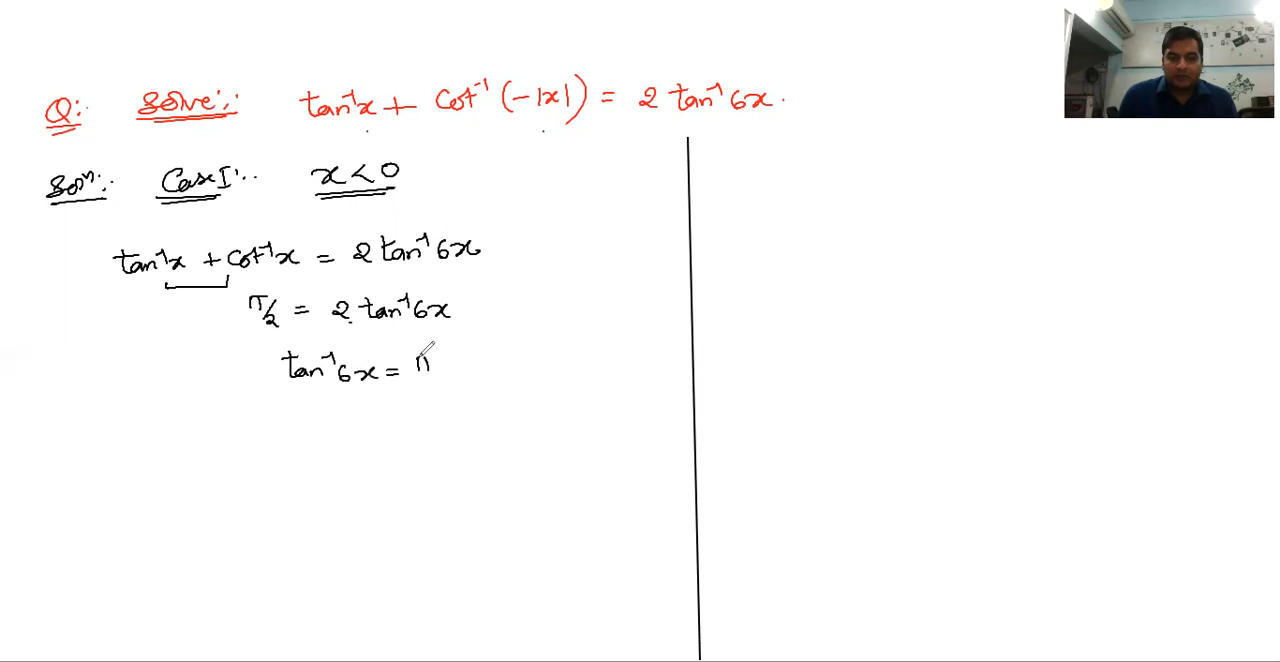 Q:- Solve:- tan⁻¹x + cot⁻¹(-|x|) = 2 tan⁻¹6x.
Solⁿ:- Case I:- x < 0
tan⁻¹x + cot⁻¹x = 2 tan⁻¹6x
π/2 = 2 tan⁻¹6x
tan⁻¹6x = π